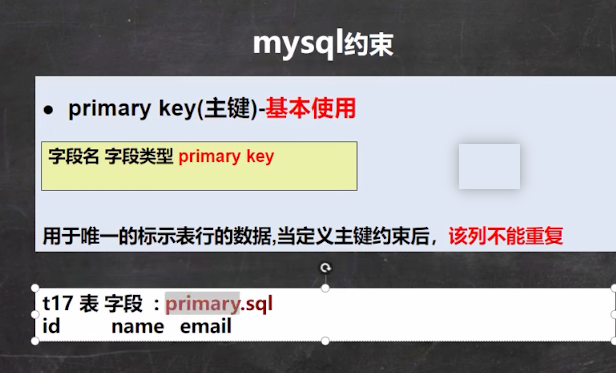 mysql约束
● primary key(主键)-基本使用
字段名 字段类型 primary key
用于唯一的标示表行的数据,当定义主键约束后，该列不能重复
t17 表 字段 : primary.sql
id name email